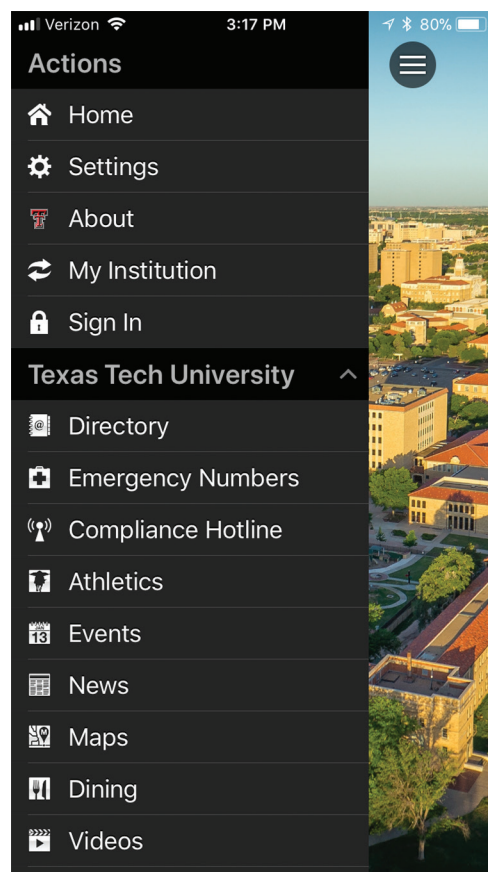 Verizon 3:17 PM 80%
Actions
Home
Settings
About
My Institution
Sign In
Texas Tech University
Directory
Emergency Numbers
Compliance Hotline
Athletics
13 Events
News
Maps
Dining
Videos